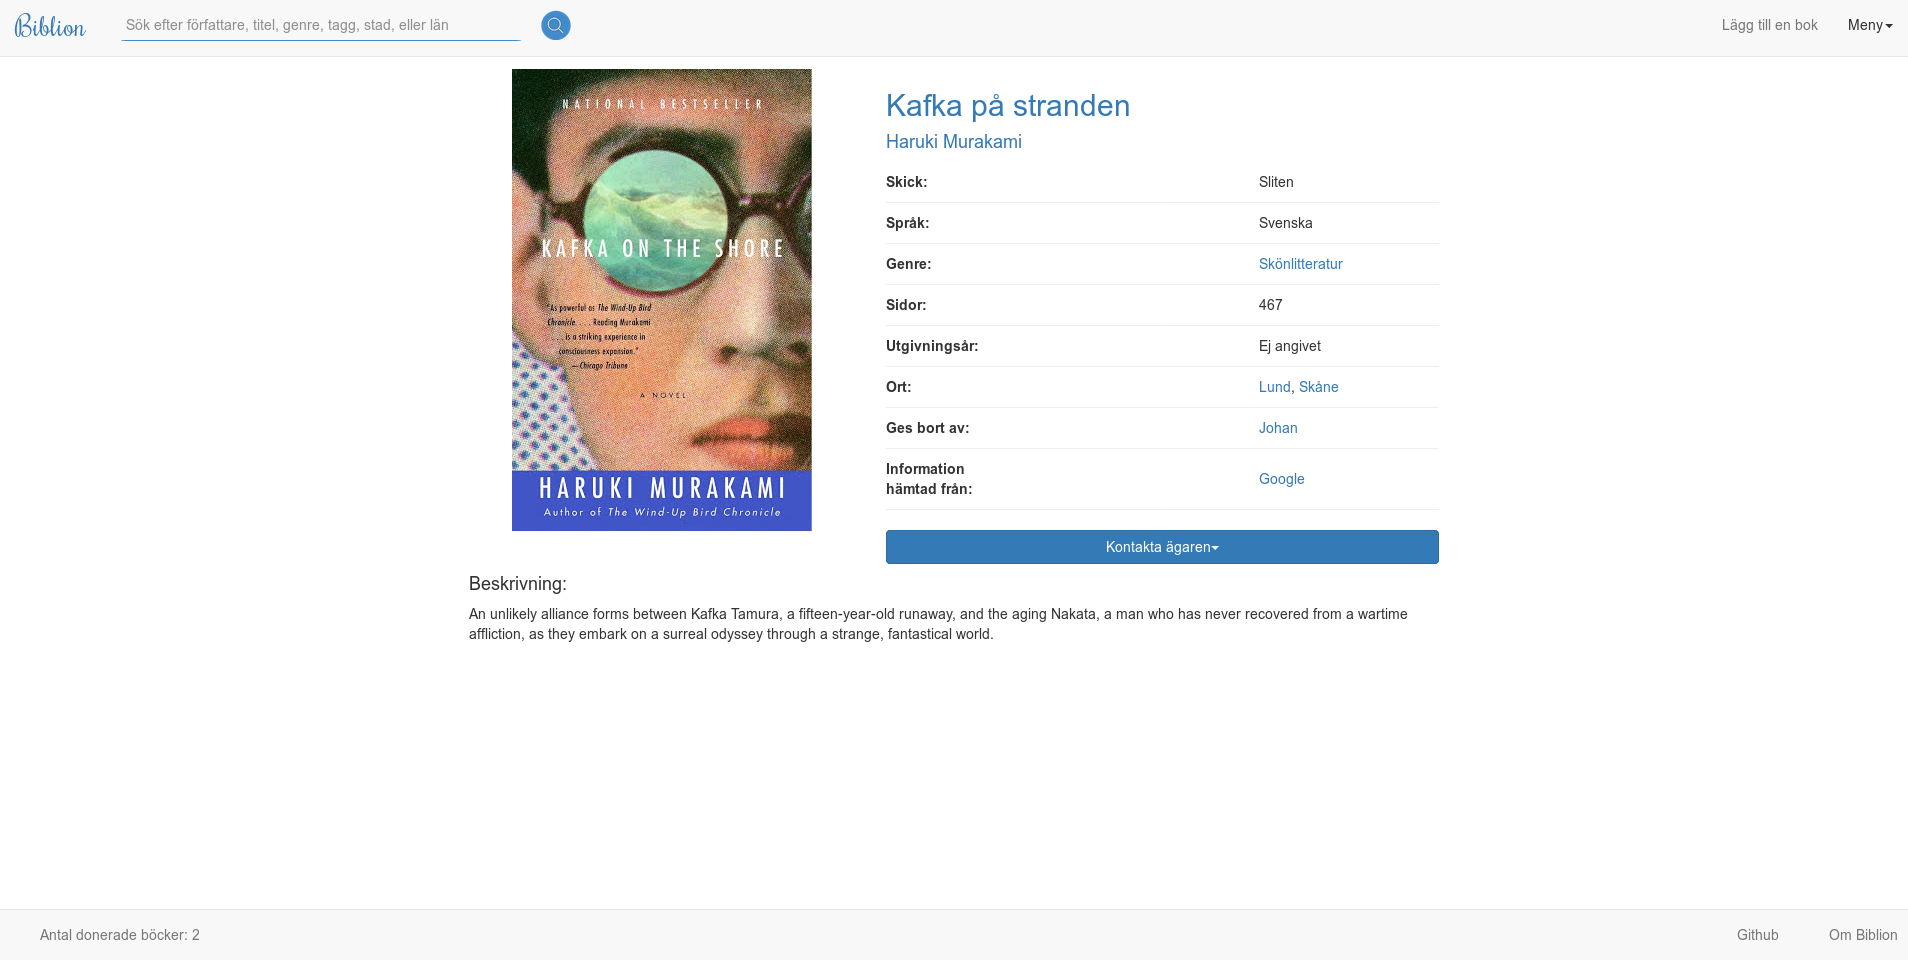 Biblion
Sök efter författare, titel, genre, tagg, stad, eller län
Lägg till en bok
Meny
NATIONAL BESTSELLER
KAFKA ON THE SHORE
"As powerful as The Wind-Up Bird
Chronicle. . . . Reading Murakami
. . . is a striking experience in
consciousness expansion."
—Chicago Tribune
A NOVEL
HARUKI MURAKAMI
Author of The Wind-Up Bird Chronicle
Kafka på stranden
Haruki Murakami
Skick: Sliten
Språk: Svenska
Genre: Skönlitteratur
Sidor: 467
Utgivningsår: Ej angivet
Ort: Lund, Skåne
Ges bort av: Johan
Information
hämtad från: Google
Kontakta ägaren
Beskrivning:
An unlikely alliance forms between Kafka Tamura, a fifteen-year-old runaway, and the aging Nakata, a man who has never recovered from a wartime
affliction, as they embark on a surreal odyssey through a strange, fantastical world.
Antal donerade böcker: 2
Github
Om Biblion